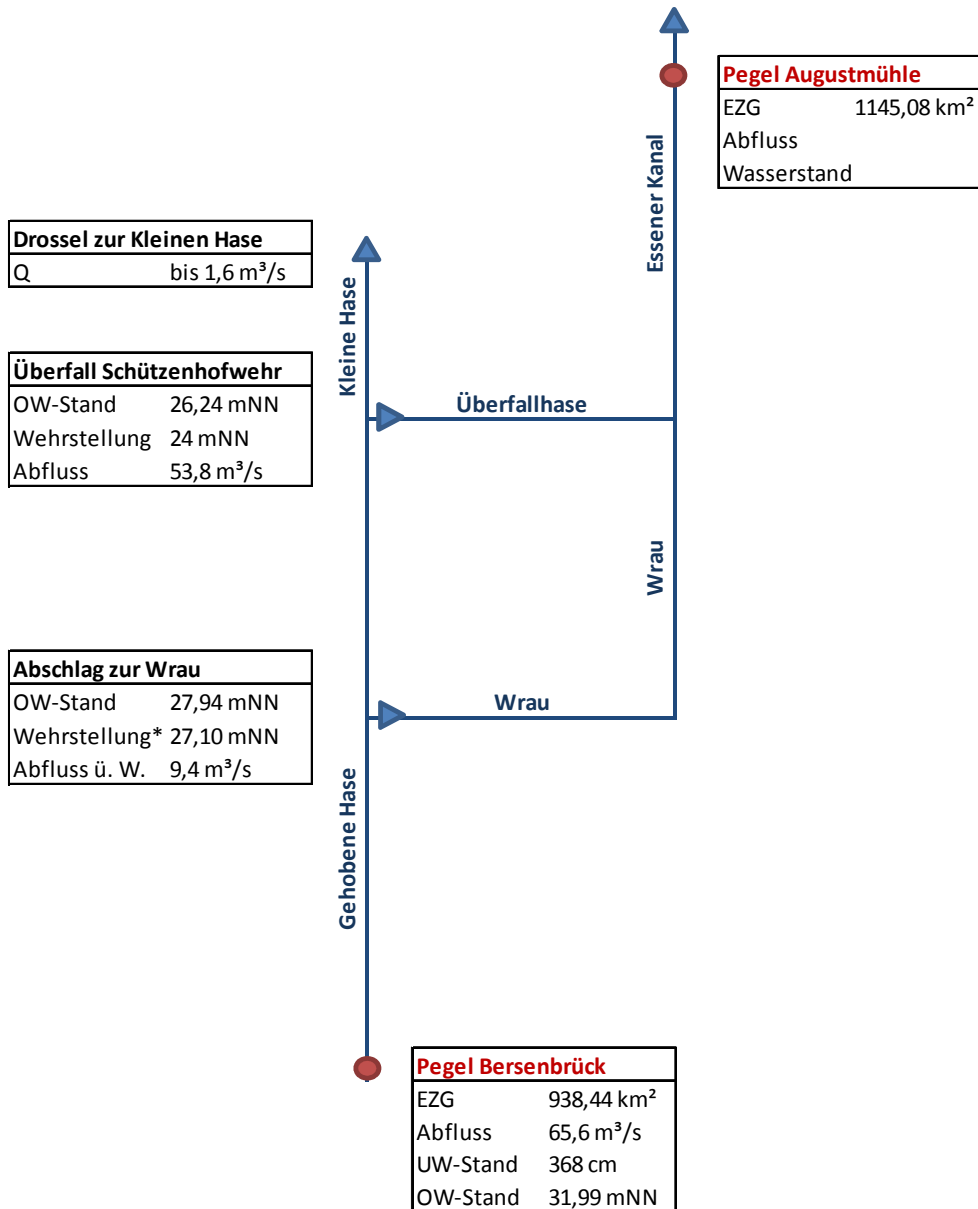 Pegel Augustmühle
EZG 1145,08 km²
Abfluss
Wasserstand
Essener Kanal
Drossel zur Kleinen Hase
Q bis 1,6 m³/s
Kleine Hase
Überfall Schützenhofwehr
OW-Stand 26,24 mNN
Wehrstellung 24 mNN
Abfluss 53,8 m³/s
Überfallhase
Wrau
Abschlag zur Wrau
OW-Stand 27,94 mNN
Wehrstellung* 27,10 mNN
Abfluss ü. W. 9,4 m³/s
Wrau
Gehobene Hase
Pegel Bersenbrück
EZG 938,44 km²
Abfluss 65,6 m³/s
UW-Stand 368 cm
OW-Stand 31,99 mNN